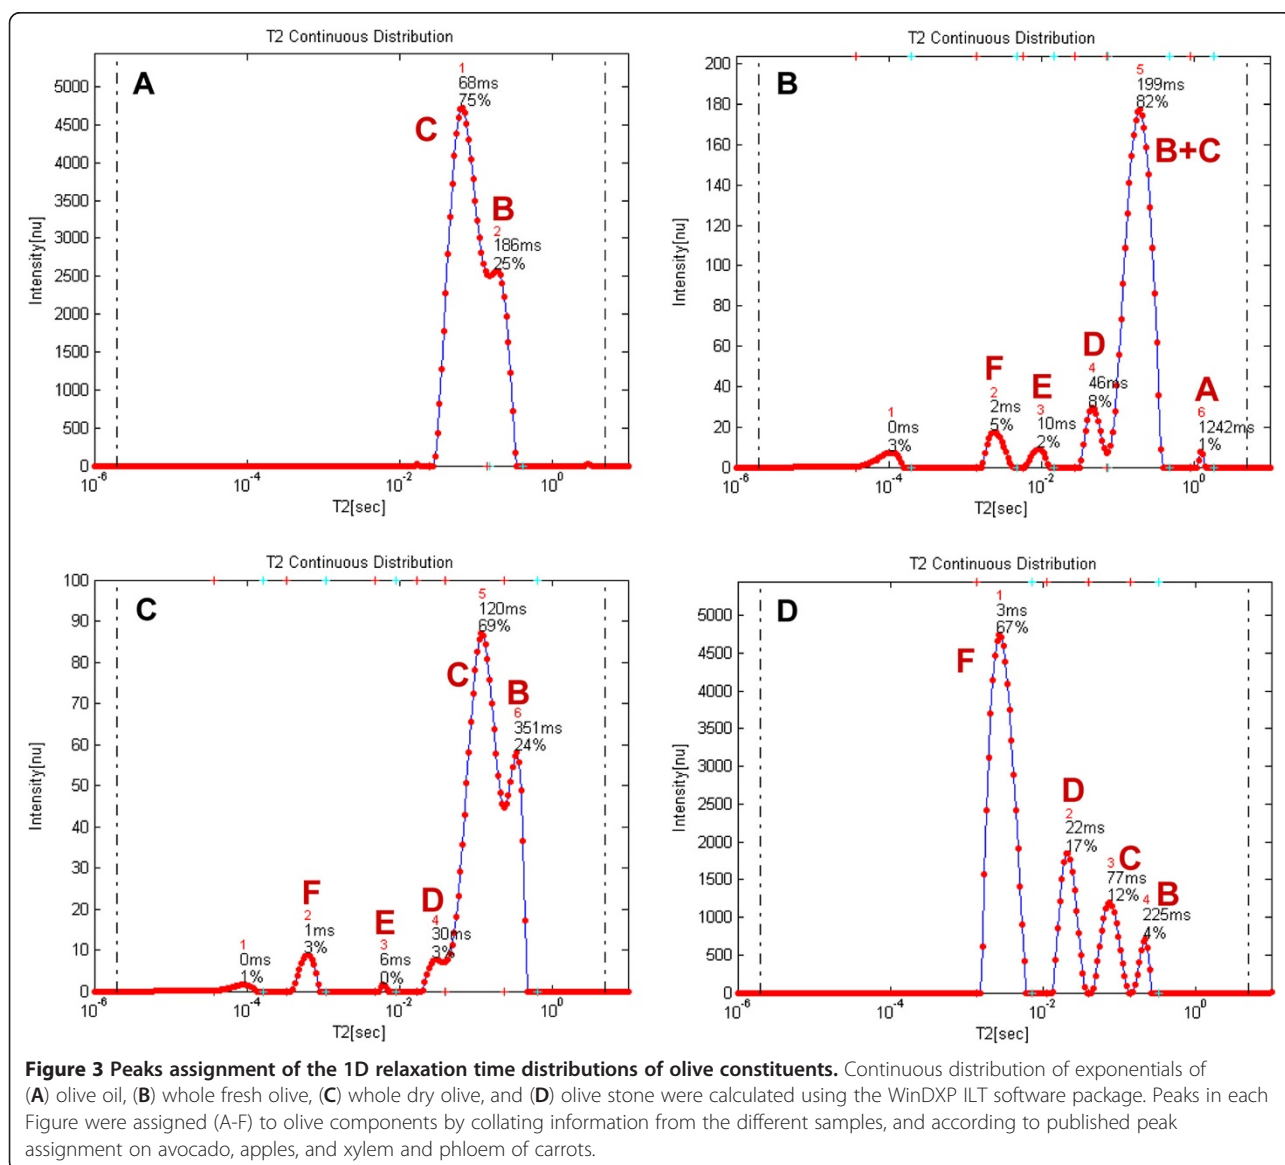 T2 Continuous Distribution
A
1
68ms
75%
C
B
2
186ms
25%
5000
4500
4000
3500
3000
2500
2000
1500
1000
500
0
Intensity[nu]
10^-6
10^-4
10^-2
10^0
T2[sec]
T2 Continuous Distribution
B
5
199ms
82%
B+C
D
4
46ms
8%
F
2
2ms
5%
E
3
10ms
2%
A
6
1242ms
1%
1
0ms
3%
200
180
160
140
120
100
80
60
40
20
0
Intensity[nu]
10^-6
10^-4
10^-2
10^0
T2[sec]
T2 Continuous Distribution
C
5
120ms
69%
C
B
6
351ms
24%
F
2
1ms
3%
E
3
6ms
0%
D
4
30ms
3%
1
0ms
1%
100
90
80
70
60
50
40
30
20
10
0
Intensity[nu]
10^-6
10^-4
10^-2
10^0
T2[sec]
T2 Continuous Distribution
D
1
3ms
67%
F
D
2
22ms
17%
3 C
77ms
12%
B
4
225ms
4%
5000
4500
4000
3500
3000
2500
2000
1500
1000
500
0
Intensity[nu]
10^-6
10^-4
10^-2
10^0
T2[sec]
Figure 3 Peaks assignment of the 1D relaxation time distributions of olive constituents. Continuous distribution of exponentials of
(A) olive oil, (B) whole fresh olive, (C) whole dry olive, and (D) olive stone were calculated using the WinDXP ILT software package. Peaks in each
Figure were assigned (A-F) to olive components by collating information from the different samples, and according to published peak
assignment on avocado, apples, and xylem and phloem of carrots.